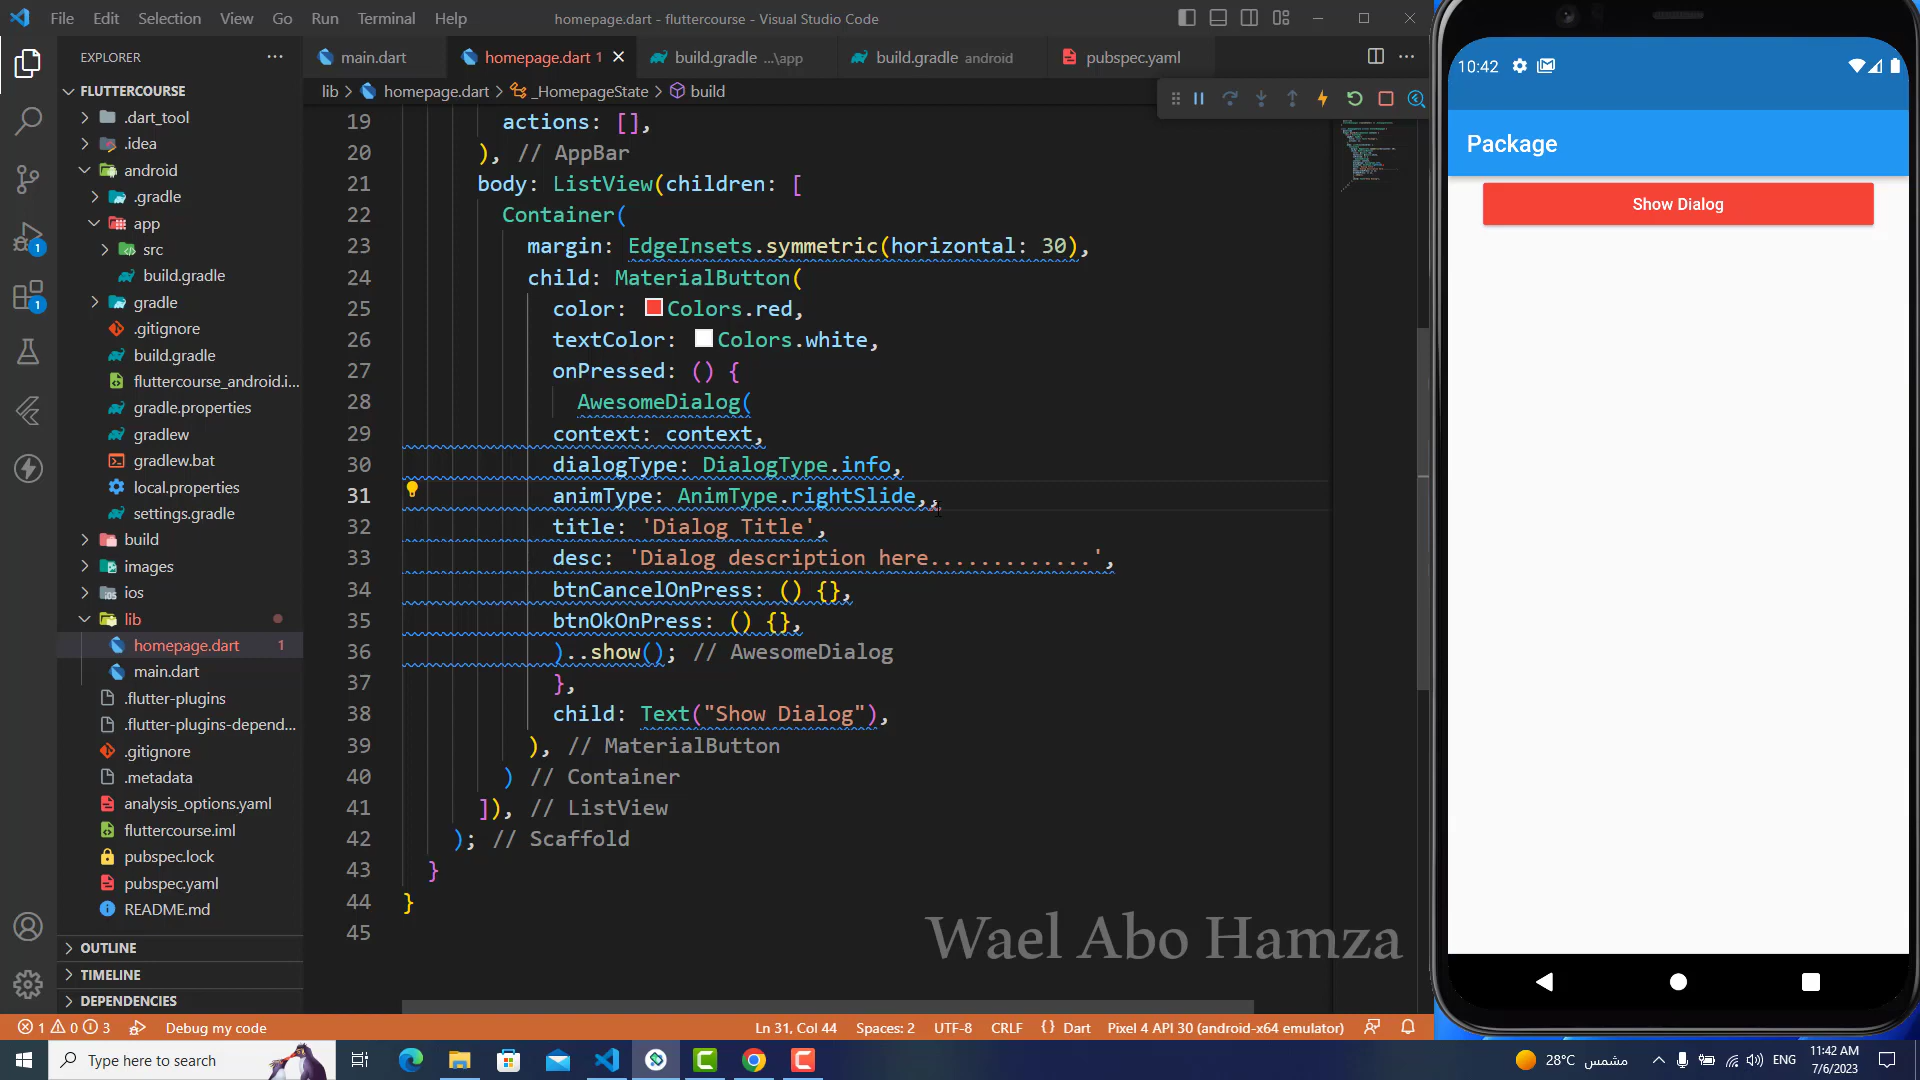 File Edit Selection View Go Run Terminal Help
homepage.dart - fluttercourse - Visual Studio Code
EXPLORER
main.dart
homepage.dart 1
build.gradle ...\app
build.gradle android
pubspec.yaml
lib > homepage.dart > _HomepageState > build
FLUTTERCOURSE
.dart_tool
.idea
android
.gradle
app
src
build.gradle
gradle
.gitignore
build.gradle
fluttercourse_android.i...
gradle.properties
gradlew
gradlew.bat
local.properties
settings.gradle
build
images
ios
lib
homepage.dart 1
main.dart
.flutter-plugins
.flutter-plugins-depend...
.gitignore
.metadata
analysis_options.yaml
fluttercourse.iml
pubspec.lock
pubspec.yaml
README.md
OUTLINE
TIMELINE
DEPENDENCIES
1
1
19 actions: [],
20 ), // AppBar
21 body: ListView(children: [
22 Container(
23 margin: EdgeInsets.symmetric(horizontal: 30),
24 child: MaterialButton(
25 color: Colors.red,
26 textColor: Colors.white,
27 onPressed: () {
28 AwesomeDialog(
29 context: context,
30 dialogType: DialogType.info,
31 animType: AnimType.rightSlide,,
32 title: 'Dialog Title',
33 desc: 'Dialog description here.............',
34 btnCancelOnPress: () {},
35 btnOkOnPress: () {},
36 )..show(); // AwesomeDialog
37 },
38 child: Text("Show Dialog"),
39 ), // MaterialButton
40 ) // Container
41 ]), // ListView
42 ); // Scaffold
43 }
44 }
45
Wael Abo Hamza
10:42
Package
Show Dialog
1 0 3 Debug my code
Ln 31, Col 44 Spaces: 2 UTF-8 CRLF {} Dart Pixel 4 API 30 (android-x64 emulator)
Type here to search
28°C مشمس
ENG
11:42 AM
7/6/2023